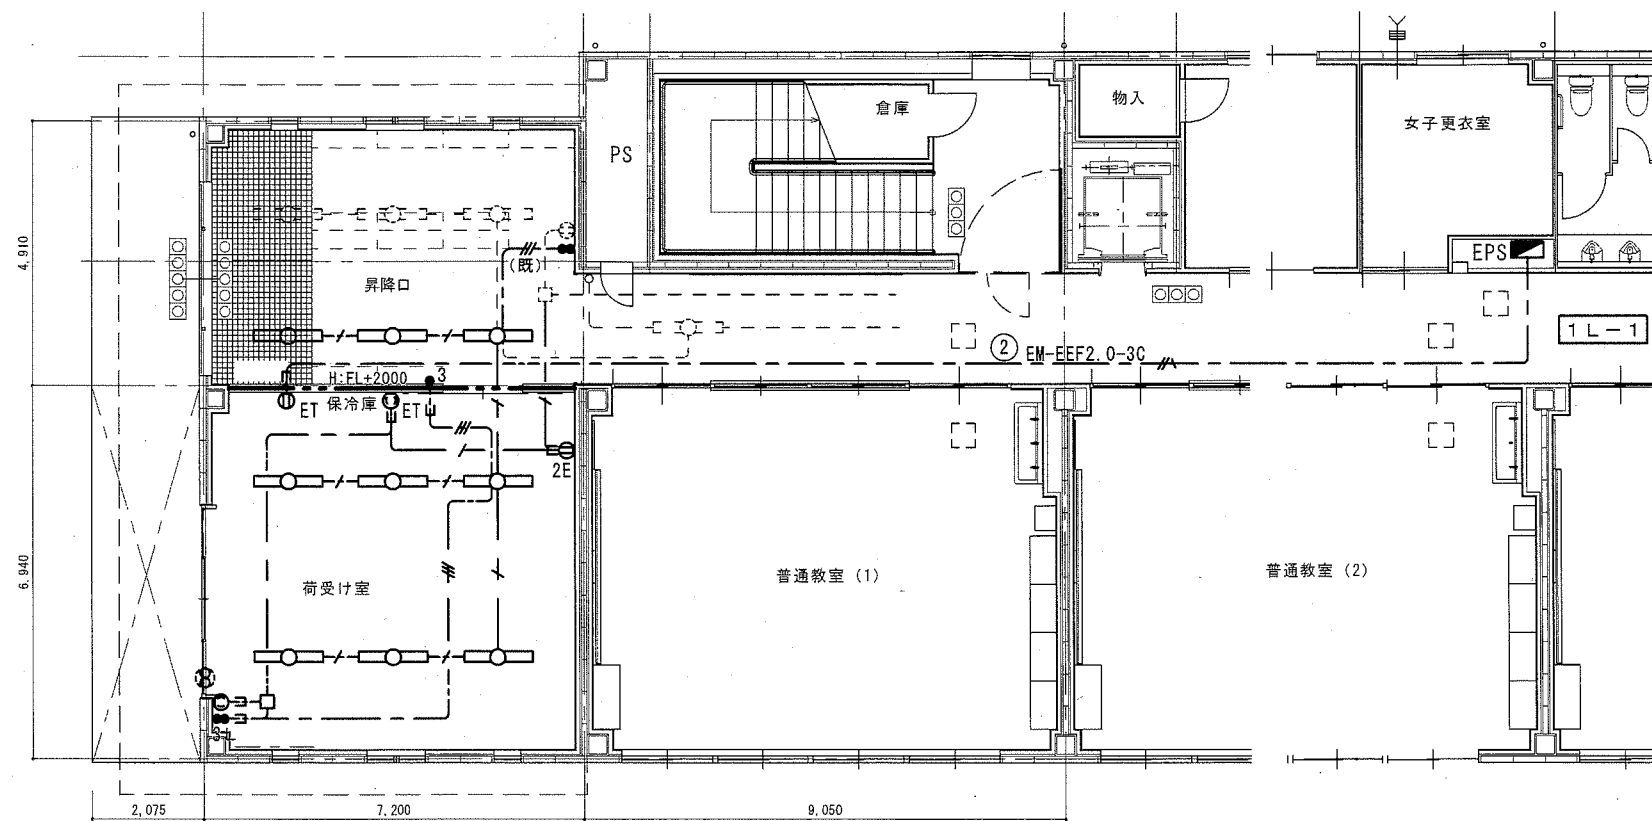 倉庫
物入
女子更衣室
PS
4,910
(既)
EPS
昇降口
1L-1
② EM-EEF2.0-3C
H:FL+2000
3
ET
保冷庫
ET
2E
荷受け室
普通教室 (1)
普通教室 (2)
6,940
2,075
7,200
9,050